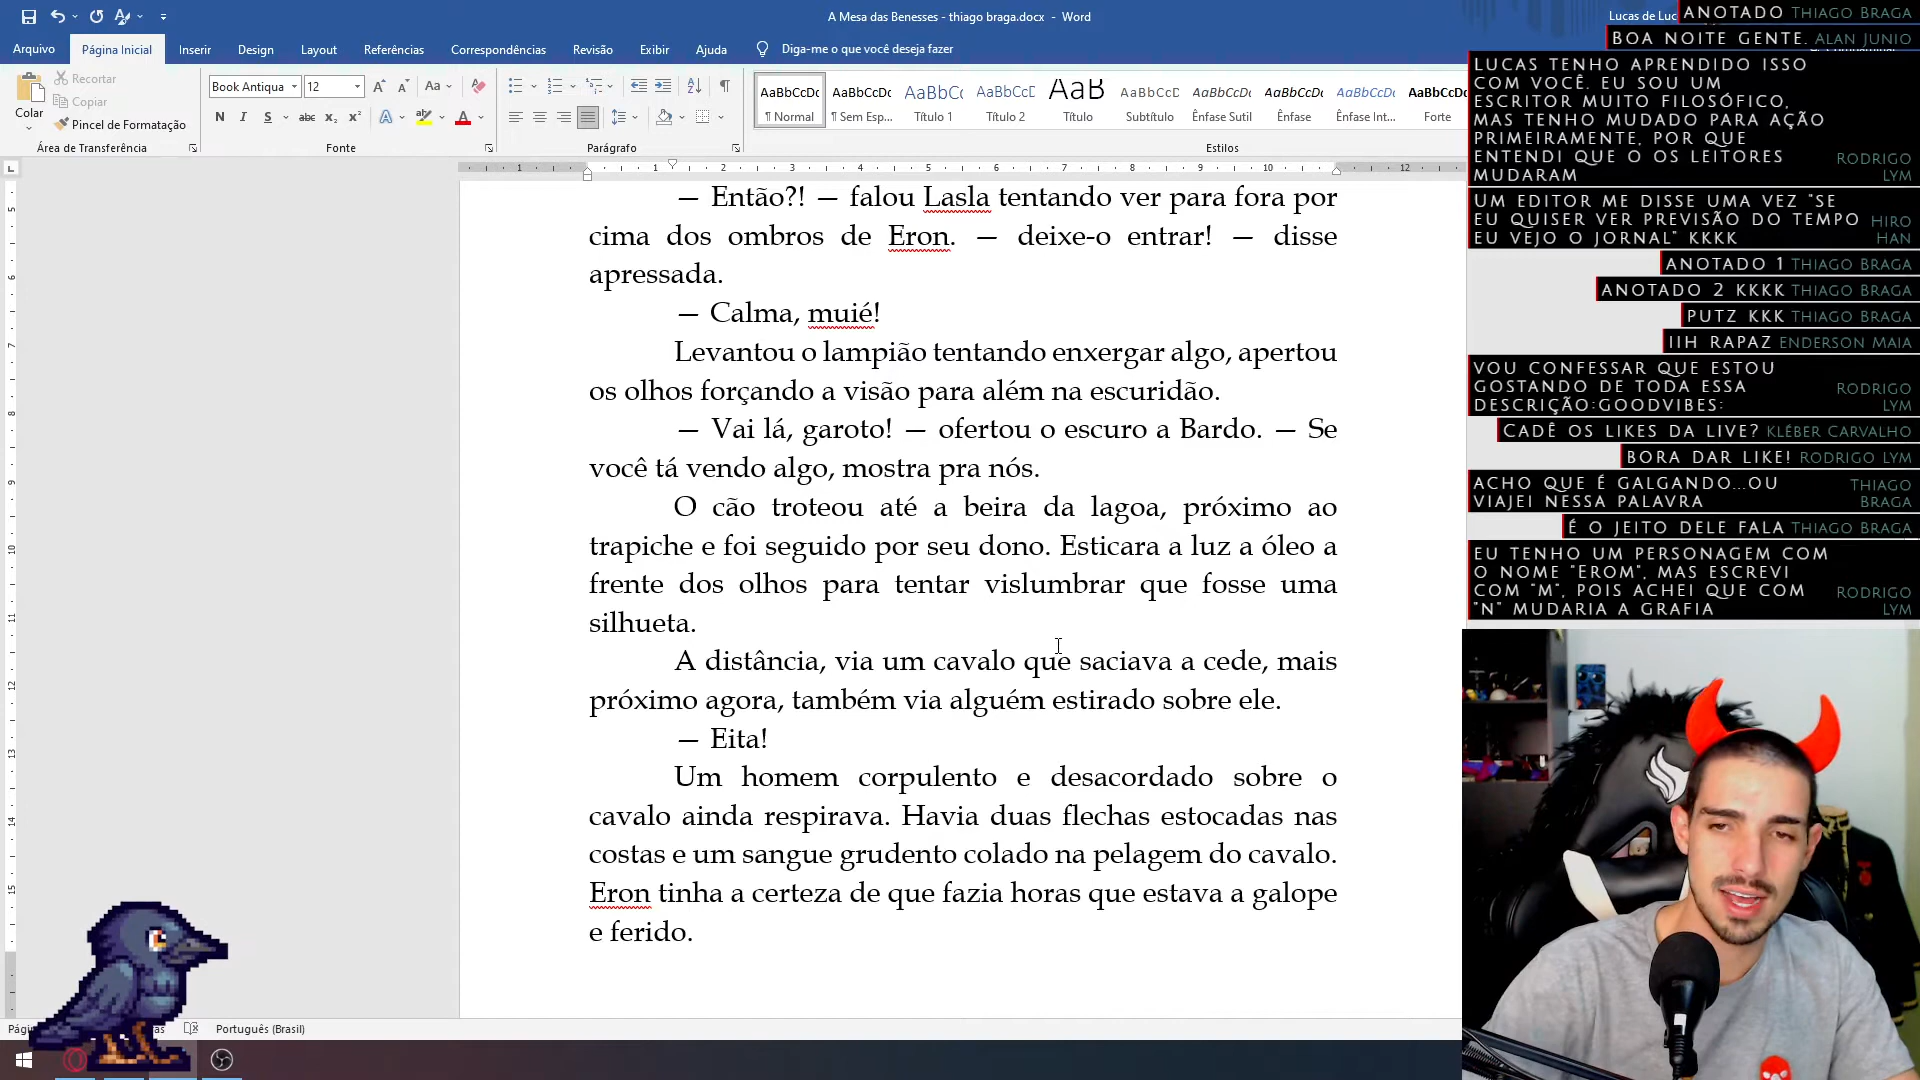 A Mesa das Benesses - thiago braga.docx - Word
Lucas de Luc
Arquivo
Página Inicial
Inserir
Design
Layout
Referências
Correspondências
Revisão
Exibir
Ajuda
Diga-me o que você deseja fazer
Colar
Recortar
Copiar
Pincel de Formatação
Área de Transferência
Book Antiqua
12
Fonte
Parágrafo
AaBbCcDc
¶ Normal
AaBbCcDc
¶ Sem Esp...
AaBbCc
Título 1
AaBbCcD
Título 2
AaB
Título
AaBbCcD
Subtítulo
AaBbCcDc
Ênfase Sutil
AaBbCcDc
Ênfase
AaBbCcDc
Ênfase Int...
AaBbCcDc
Forte
Estilos
— Então?! — falou Lasla tentando ver para fora por
cima dos ombros de Eron. — deixe-o entrar! — disse
apressada.
— Calma, muié!
Levantou o lampião tentando enxergar algo, apertou
os olhos forçando a visão para além na escuridão.
— Vai lá, garoto! — ofertou o escuro a Bardo. — Se
você tá vendo algo, mostra pra nós.
O cão troteou até a beira da lagoa, próximo ao
trapiche e foi seguido por seu dono. Esticara a luz a óleo a
frente dos olhos para tentar vislumbrar que fosse uma
silhueta.
A distância, via um cavalo que saciava a cede, mais
próximo agora, também via alguém estirado sobre ele.
— Eita!
Um homem corpulento e desacordado sobre o
cavalo ainda respirava. Havia duas flechas estocadas nas
costas e um sangue grudento colado na pelagem do cavalo.
Eron tinha a certeza de que fazia horas que estava a galope
e ferido.
Português (Brasil)
ANOTADO THIAGO BRAGA
BOA NOITE GENTE. ALAN JUNIO
LUCAS TENHO APRENDIDO ISSO
COM VOCÊ. EU SOU UM
ESCRITOR MUITO FILOSÓFICO,
MAS TENHO MUDADO PARA AÇÃO
PRIMEIRAMENTE, POR QUE
ENTENDI QUE O OS LEITORES
MUDARAM
RODRIGO
LYM
UM EDITOR ME DISSE UMA VEZ "SE
EU QUISER VER PREVISÃO DO TEMPO
EU VEJO O JORNAL" KKKK
HIRO
HAN
ANOTADO 1 THIAGO BRAGA
ANOTADO 2 KKKK THIAGO BRAGA
PUTZ KKK THIAGO BRAGA
IIH RAPAZ ENDERSON MAIA
VOU CONFESSAR QUE ESTOU
GOSTANDO DE TODA ESSA
DESCRIÇÃO:GOODVIBES:
RODRIGO
LYM
CADÊ OS LIKES DA LIVE? KLÉBER CARVALHO
BORA DAR LIKE! RODRIGO LYM
ACHO QUE É GALGANDO...OU
VIAJEI NESSA PALAVRA
THIAGO
BRAGA
É O JEITO DELE FALA THIAGO BRAGA
EU TENHO UM PERSONAGEM COM
O NOME "EROM", MAS ESCREVI
COM "M", POIS ACHEI QUE COM
"N" MUDARIA A GRAFIA
RODRIGO
LYM